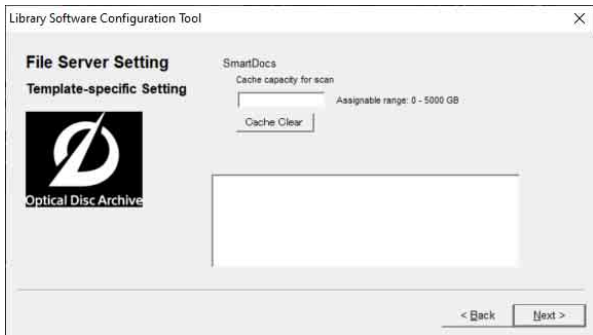 Library Software Configuration Tool
File Server Setting
Template-specific Setting
Optical Disc Archive
SmartDocs
Cache capacity for scan
Assignable range: 0 - 5000 GB
Cache Clear
< Back
Next >